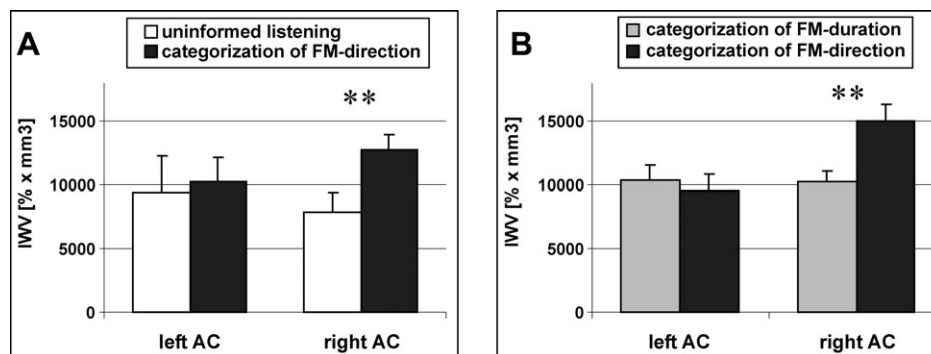 A
uninformed listening
categorization of FM-direction
IWV [% x mm3]
15000
10000
5000
0
**
left AC
right AC
B
categorization of FM-duration
categorization of FM-direction
IWV [% x mm3]
15000
10000
5000
0
**
left AC
right AC